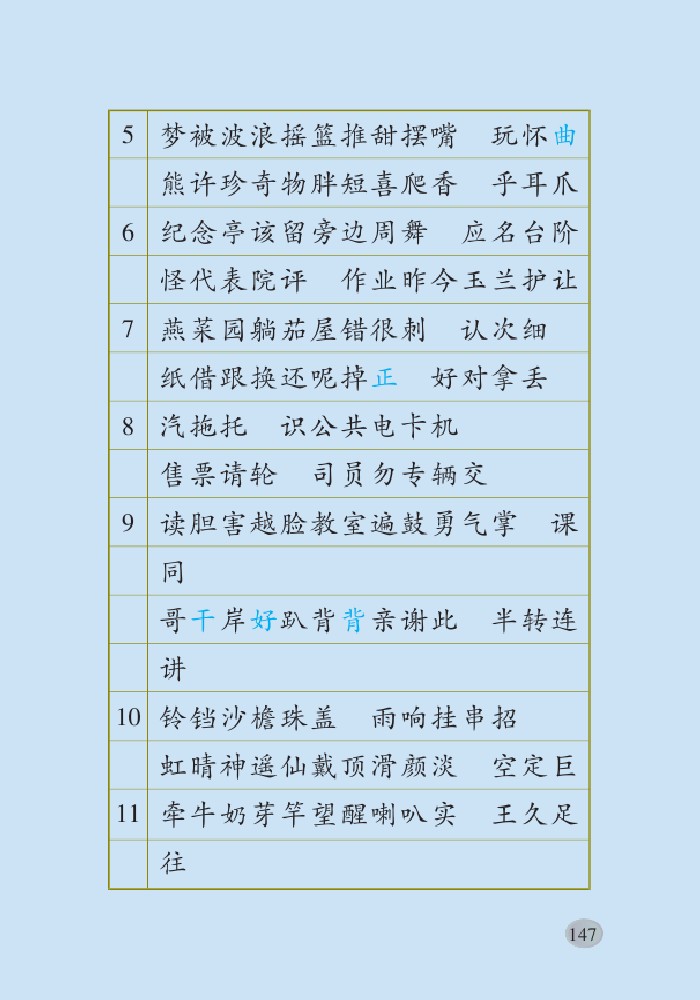 5 梦被波浪摇篮推甜摆嘴 玩怀曲
熊许珍奇物胖短喜爬香 乎耳爪
6 纪念亭该留旁边周舞 应名台阶
怪代表院评 作业昨今玉兰护让
7 燕菜园躺茄屋错很刺 认次细
纸借跟换还呢掉正 好对拿丢
8 汽拖托 识公共电卡机
售票请轮 司员勿专辆交
9 读胆害越脸教室遍鼓勇气掌 课
同
哥干岸好趴背背亲谢此 半转连
讲
10 铃铛沙檐珠盖 雨响挂串招
虹晴神遥仙戴顶滑颜淡 空定巨
11 牵牛奶芽竿望醒喇叭实 王久足
往
147